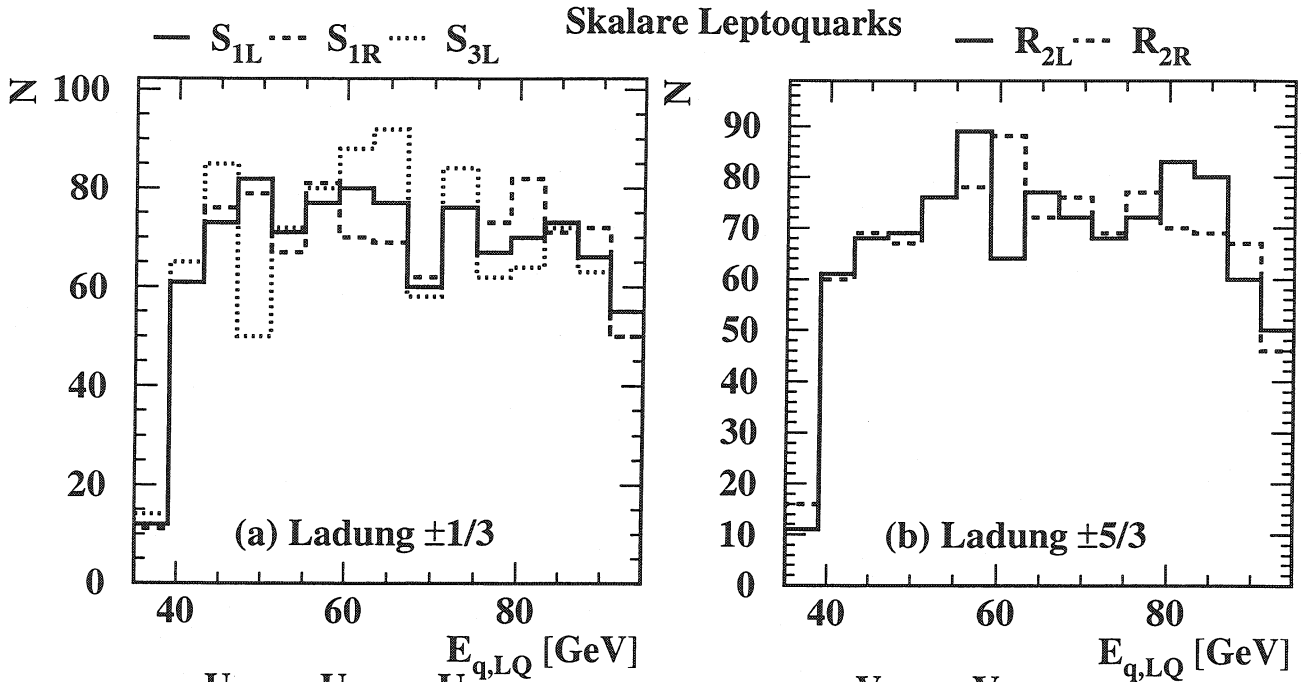 Skalare Leptoquarks
S1L S1R S3L
R2L R2R
N
100
80
60
40
20
0
(a) Ladung ±1/3
40 60 80
Eq,LQ [GeV]
N
90
80
70
60
50
40
30
20
10
0
(b) Ladung ±5/3
40 60 80
Eq,LQ [GeV]